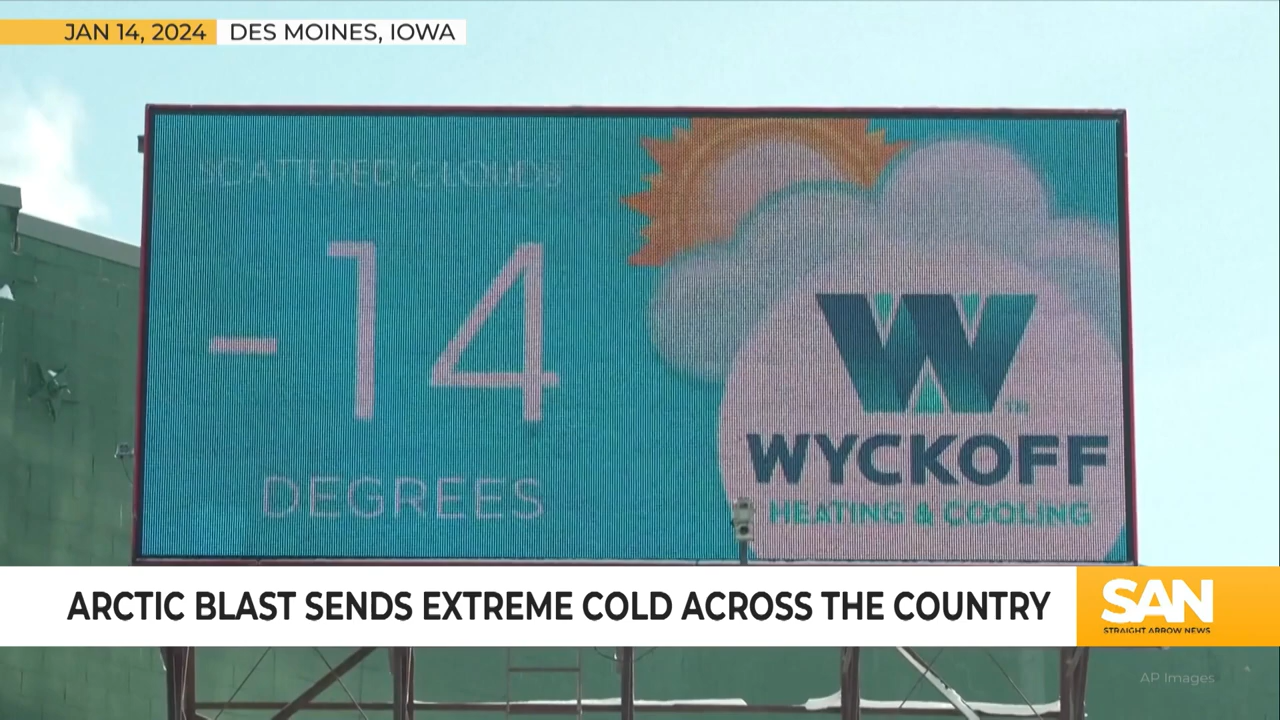 JAN 14, 2024
DES MOINES, IOWA
SCATTERED CLOUDS
-14
DEGREES
W TM
WYCKOFF
HEATING & COOLING
ARCTIC BLAST SENDS EXTREME COLD ACROSS THE COUNTRY
SAN
STRAIGHT ARROW NEWS
AP Images